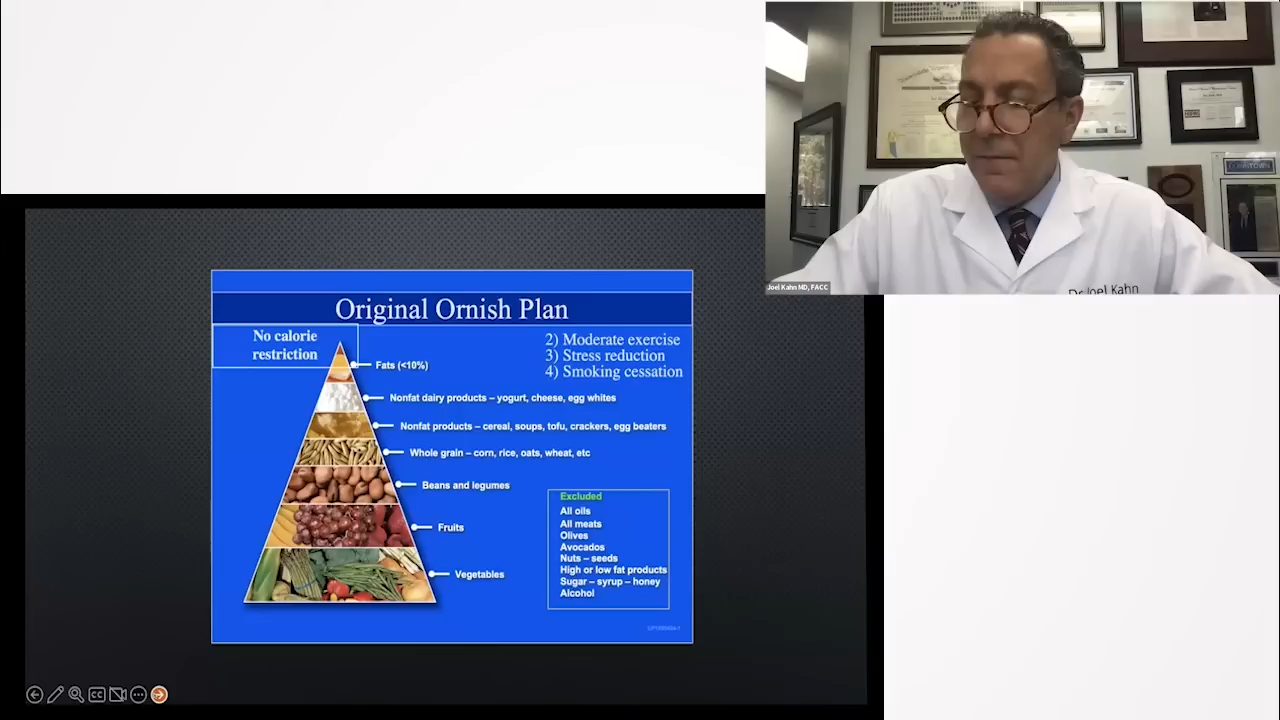 Original Ornish Plan
No calorie
restriction
2) Moderate exercise
3) Stress reduction
4) Smoking cessation
Fats (<10%)
Nonfat dairy products – yogurt, cheese, egg whites
Nonfat products – cereal, soups, tofu, crackers, egg beaters
Whole grain – corn, rice, oats, wheat, etc
Beans and legumes
Fruits
Vegetables
Excluded
All oils
All meats
Olives
Avocados
Nuts – seeds
High or low fat products
Sugar – syrup – honey
Alcohol
Joel Kahn MD, FACC
Joel Kahn
CC